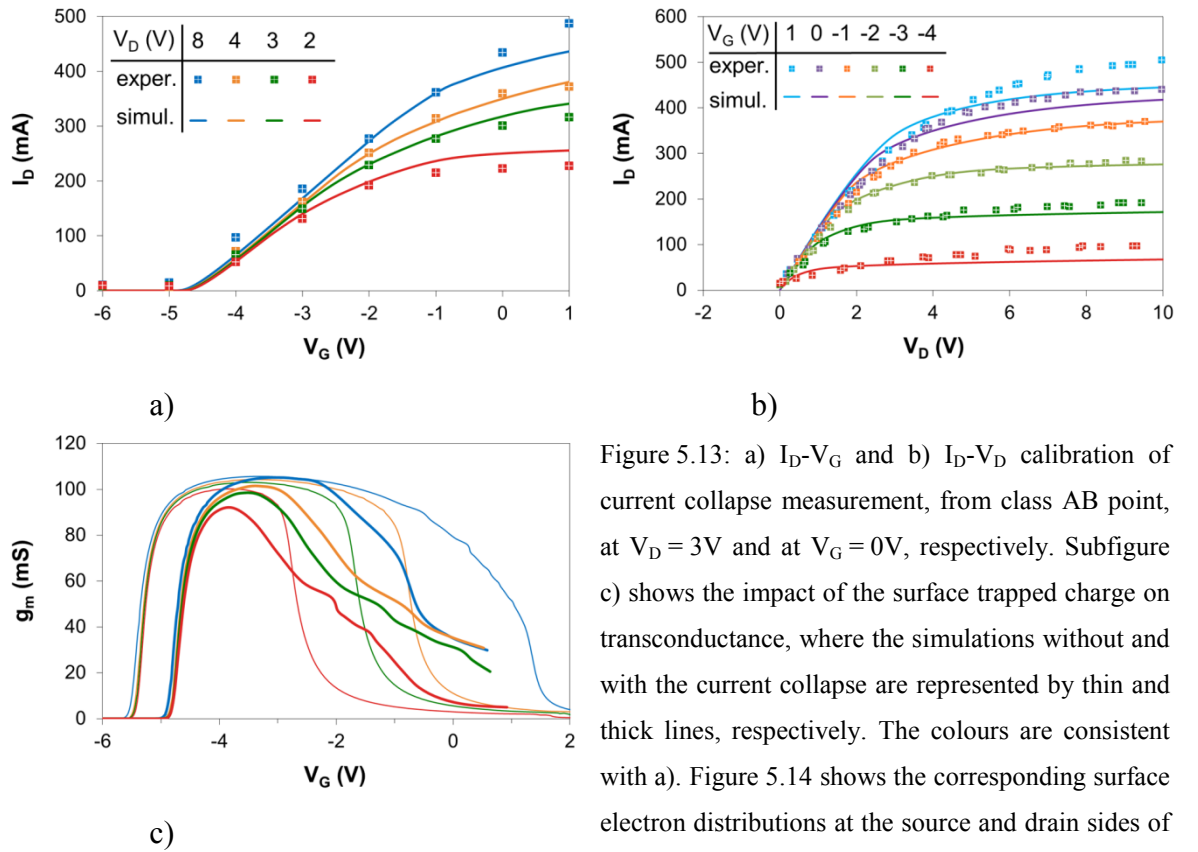 500
400
300
200
100
0
I_D (mA)
V_D (V) 8 4 3 2
exper.
simul.
-6 -5 -4 -3 -2 -1 0 1
V_G (V)
a)
600
500
400
300
200
100
0
I_D (mA)
V_G (V) 1 0 -1 -2 -3 -4
exper.
simul.
-2 0 2 4 6 8 10
V_D (V)
b)
120
100
80
60
40
20
0
g_m (mS)
-6 -4 -2 0 2
V_G (V)
c)
Figure 5.13: a) I_D-V_G and b) I_D-V_D calibration of
current collapse measurement, from class AB point,
at V_D = 3V and at V_G = 0V, respectively. Subfigure
c) shows the impact of the surface trapped charge on
transconductance, where the simulations without and
with the current collapse are represented by thin and
thick lines, respectively. The colours are consistent
with a). Figure 5.14 shows the corresponding surface
electron distributions at the source and drain sides of